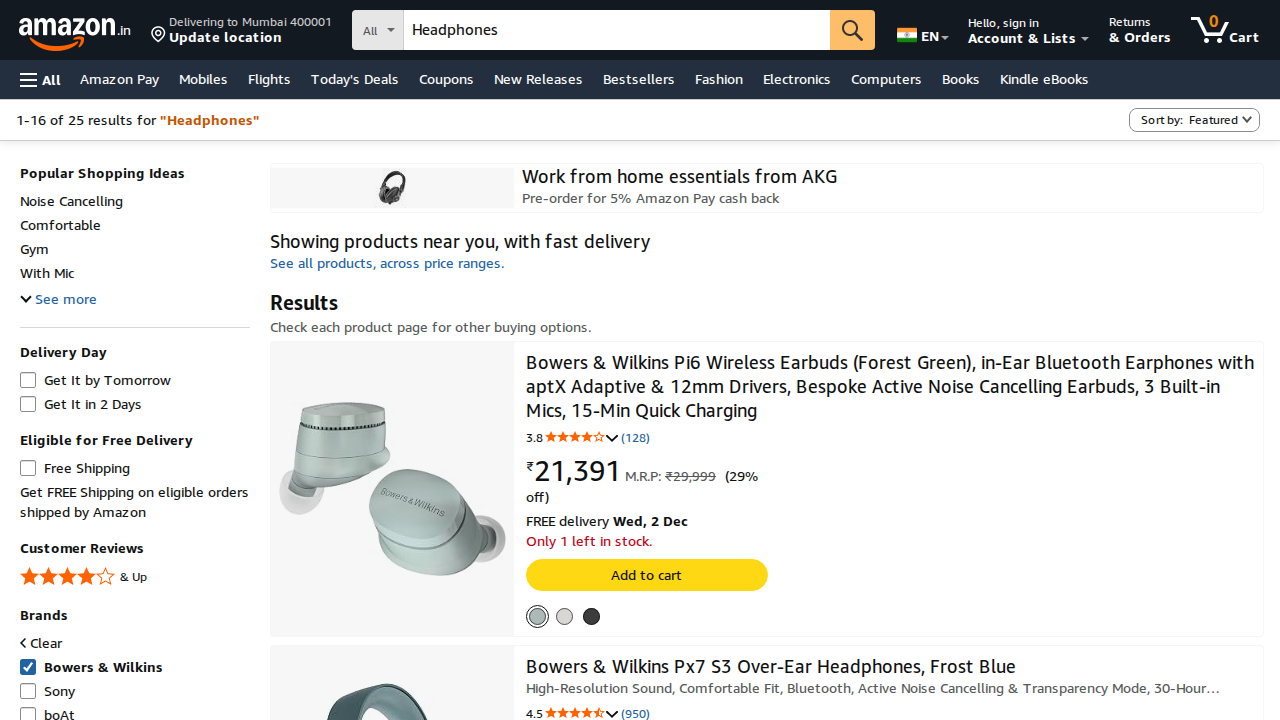 amazon.in
Delivering to Mumbai 400001
Update location
All
Headphones
EN
Hello, sign in
Account & Lists
Returns
& Orders
0
Cart
All
Amazon Pay
Mobiles
Flights
Today's Deals
Coupons
New Releases
Bestsellers
Fashion
Electronics
Computers
Books
Kindle eBooks
1-16 of 25 results for "Headphones"
Sort by: Featured
Popular Shopping Ideas
Noise Cancelling
Comfortable
Gym
With Mic
See more
Delivery Day
Get It by Tomorrow
Get It in 2 Days
Eligible for Free Delivery
Free Shipping
Get FREE Shipping on eligible orders
shipped by Amazon
Customer Reviews
& Up
Brands
Clear
Bowers & Wilkins
Sony
boAt
Work from home essentials from AKG
Pre-order for 5% Amazon Pay cash back
Showing products near you, with fast delivery
See all products, across price ranges.
Results
Check each product page for other buying options.
Bowers & Wilkins
Bowers & Wilkins Pi6 Wireless Earbuds (Forest Green), in-Ear Bluetooth Earphones with
aptX Adaptive & 12mm Drivers, Bespoke Active Noise Cancelling Earbuds, 3 Built-in
Mics, 15-Min Quick Charging
3.8 (128)
₹21,391 M.R.P: ₹29,999 (29%
off)
FREE delivery Wed, 2 Dec
Only 1 left in stock.
Add to cart
Bowers & Wilkins Px7 S3 Over-Ear Headphones, Frost Blue
High-Resolution Sound, Comfortable Fit, Bluetooth, Active Noise Cancelling & Transparency Mode, 30-Hour…
4.5 (950)